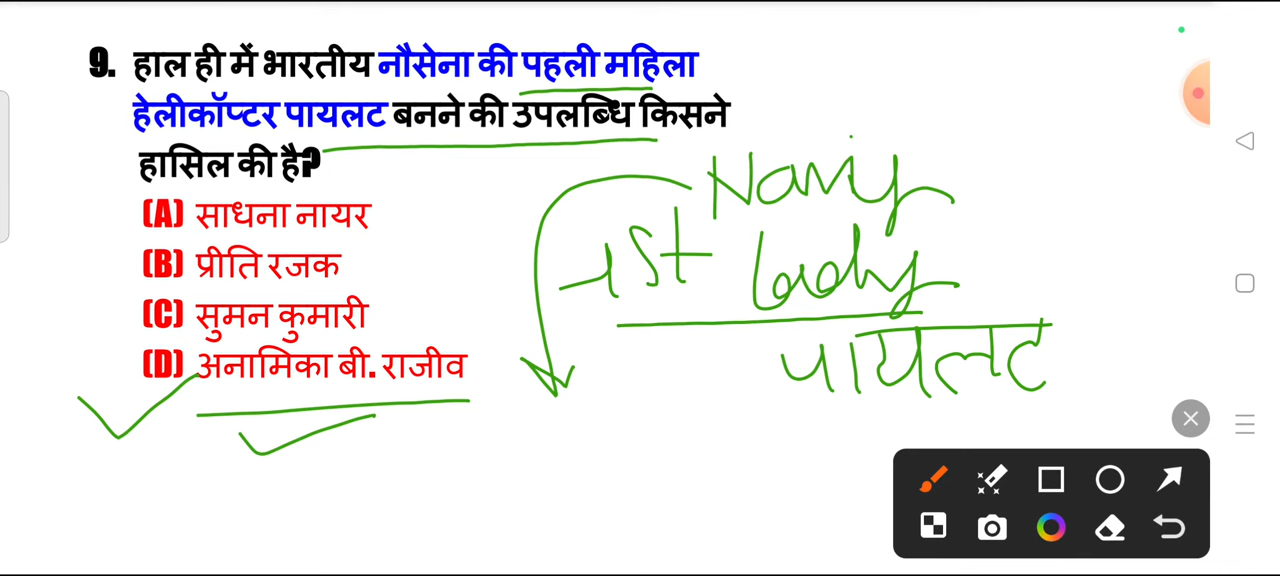 9. हाल ही में भारतीय नौसेना की पहली महिला
हेलीकॉप्टर पायलट बनने की उपलब्धि किसने
हासिल की है?
(A) साधना नायर
(B) प्रीति रजक
(C) सुमन कुमारी
(D) अनामिका बी. राजीव
Navy
1st lady
पायलट